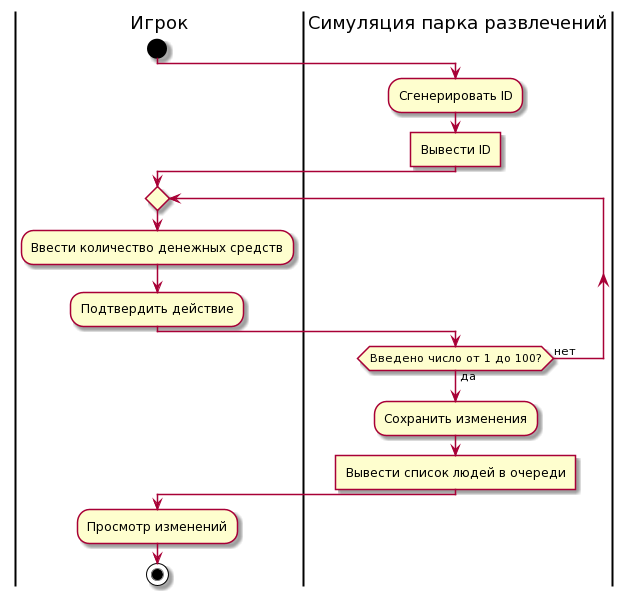 Игрок
Симуляция парка развлечений
Сгенерировать ID
Вывести ID
Ввести количество денежных средств
Подтвердить действие
Введено число от 1 до 100?
нет
да
Сохранить изменения
Вывести список людей в очереди
Просмотр изменений